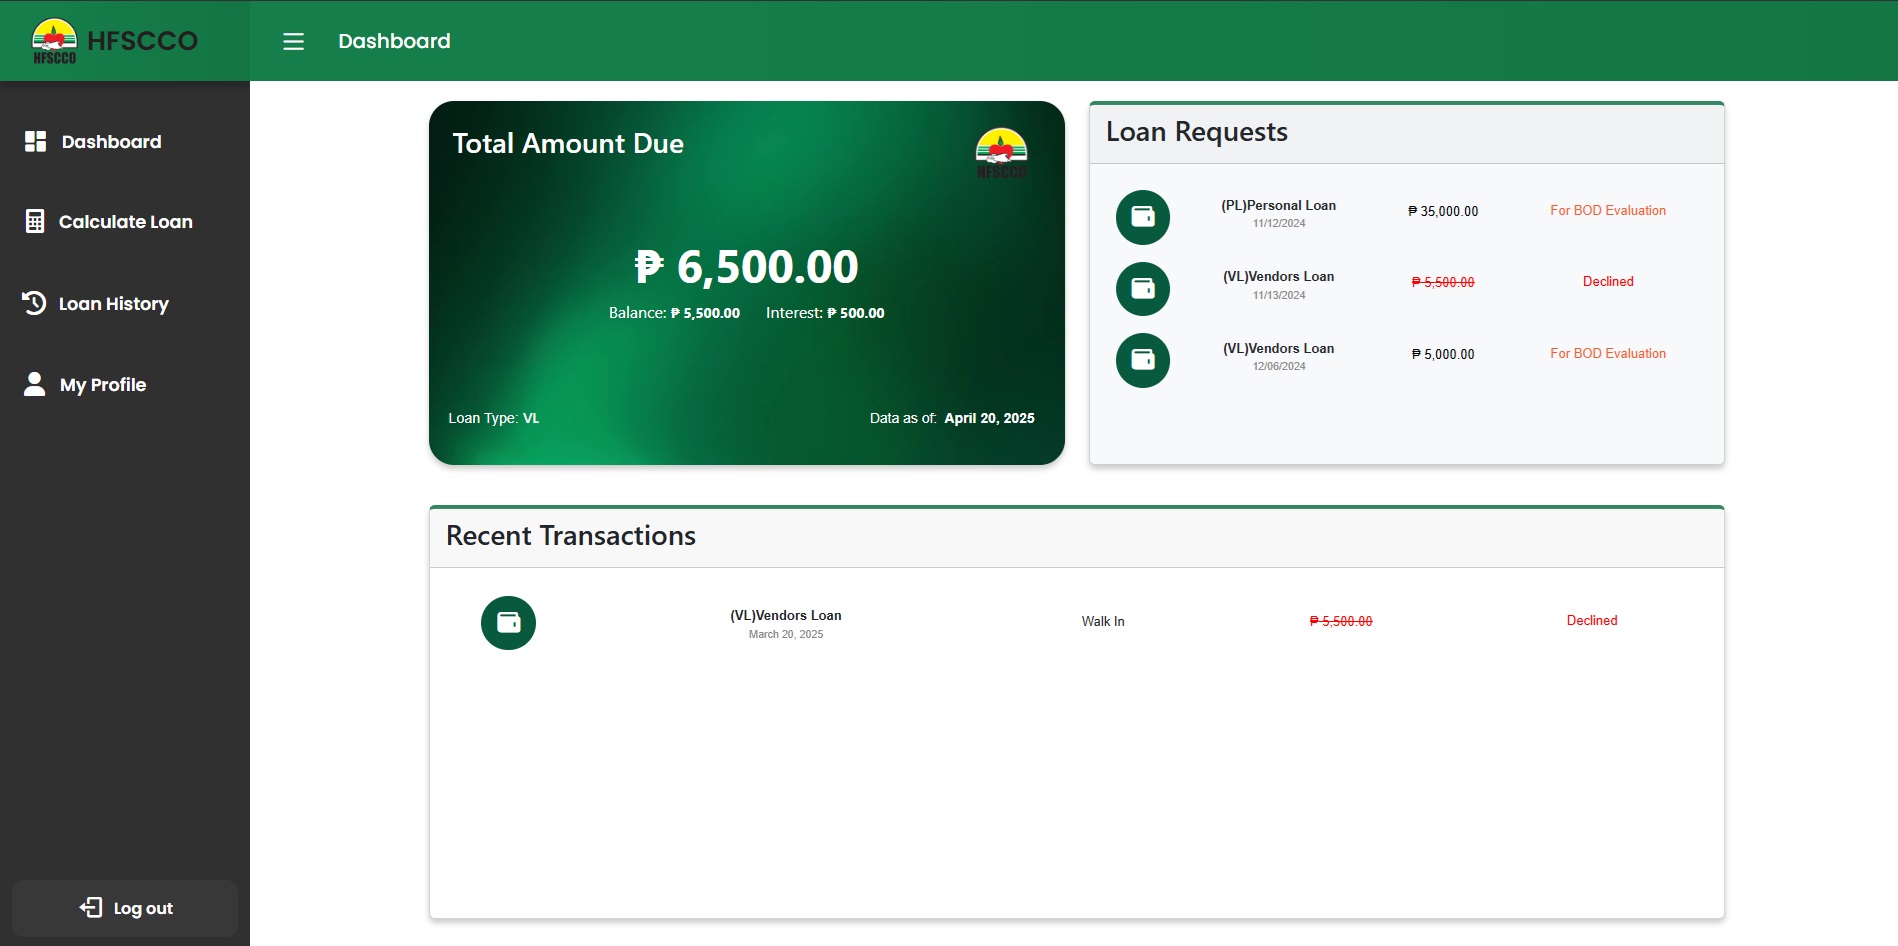 HFSCCO
HFSCCO
Dashboard
Dashboard
Calculate Loan
Loan History
My Profile
Log out
Total Amount Due
HFSCCO
₱ 6,500.00
Balance: ₱ 5,500.00 Interest: ₱ 500.00
Loan Type: VL
Data as of: April 20, 2025
Loan Requests
(PL)Personal Loan
11/12/2024
₱ 35,000.00
For BOD Evaluation
(VL)Vendors Loan
11/13/2024
₱ 5,500.00
Declined
(VL)Vendors Loan
12/06/2024
₱ 5,000.00
For BOD Evaluation
Recent Transactions
(VL)Vendors Loan
March 20, 2025
Walk In
₱ 5,500.00
Declined